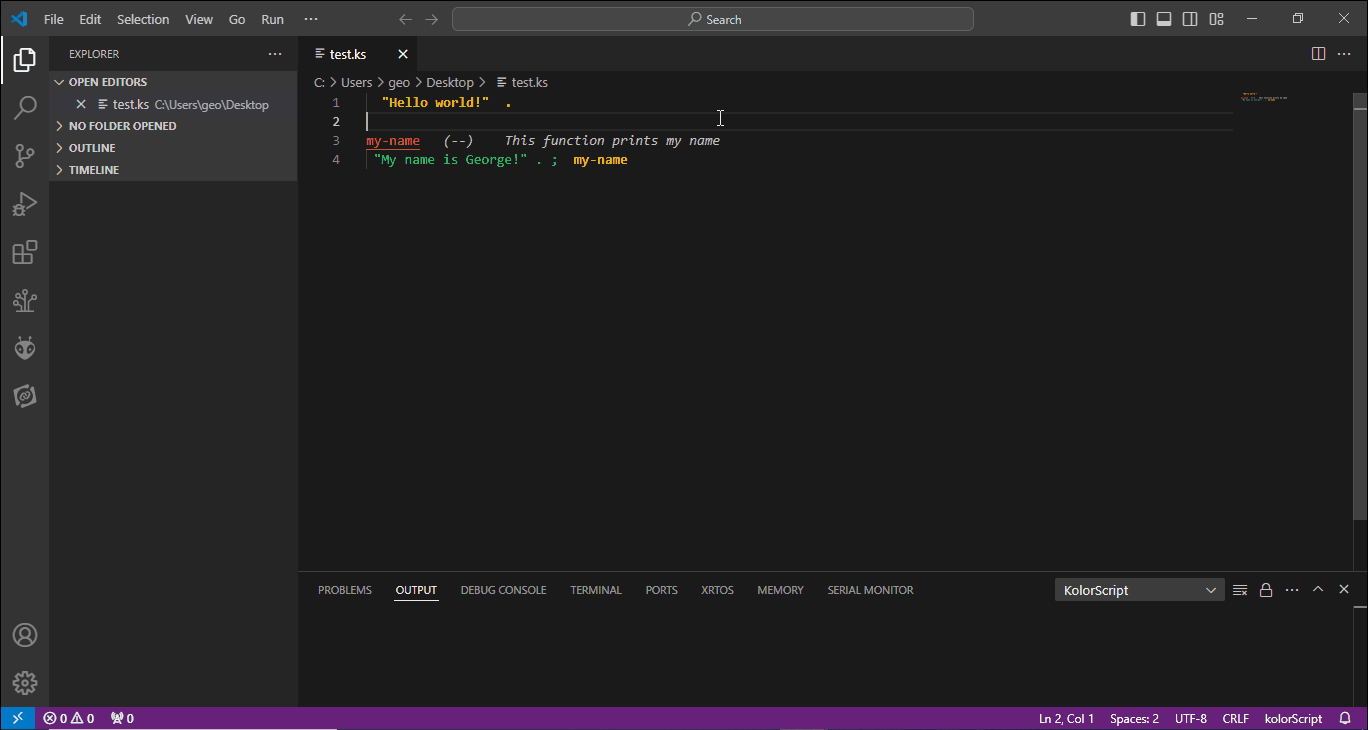 File Edit Selection View Go Run ···
Search
EXPLORER
OPEN EDITORS
test.ks C:\Users\geo\Desktop
NO FOLDER OPENED
OUTLINE
TIMELINE
test.ks
C: > Users > geo > Desktop > test.ks
1 "Hello world!" .
2
3 my-name (--) This function prints my name
4 "My name is George!" . ; my-name
PROBLEMS OUTPUT DEBUG CONSOLE TERMINAL PORTS XRTOS MEMORY SERIAL MONITOR KolorScript
0 0 0 Ln 2, Col 1 Spaces: 2 UTF-8 CRLF kolorScript